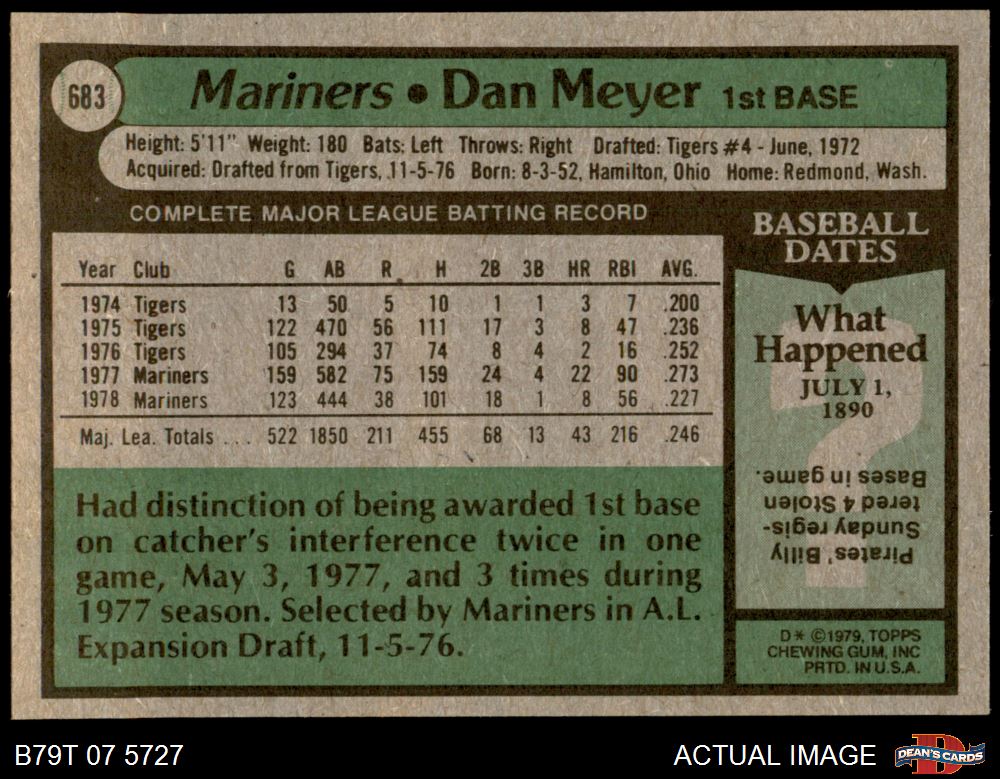 683
Mariners • Dan Meyer 1st BASE
Height: 5'11" Weight: 180 Bats: Left Throws: Right Drafted: Tigers #4 - June, 1972
Acquired: Drafted from Tigers, 11-5-76 Born: 8-3-52, Hamilton, Ohio Home: Redmond, Wash.
COMPLETE MAJOR LEAGUE BATTING RECORD
Year Club G AB R H 2B 3B HR RBI AVG.
1974 Tigers 13 50 5 10 1 1 3 7 .200
1975 Tigers 122 470 56 111 17 3 8 47 .236
1976 Tigers 105 294 37 74 8 4 2 16 .252
1977 Mariners 159 582 75 159 24 4 22 90 .273
1978 Mariners 123 444 38 101 18 1 8 56 .227
Maj. Lea. Totals ... 522 1850 211 455 68 13 43 216 .246
Had distinction of being awarded 1st base
on catcher's interference twice in one
game, May 3, 1977, and 3 times during
1977 season. Selected by Mariners in A.L.
Expansion Draft, 11-5-76.
BASEBALL
DATES
What
Happened
JULY 1,
1890
Pirates' Billy
Sunday regis-
tered 4 Stolen
Bases in game.
D* ©1979, TOPPS
CHEWING GUM, INC
PRTD. IN U.S.A.
B79T 07 5727
ACTUAL IMAGE
DEAN'S CARDS